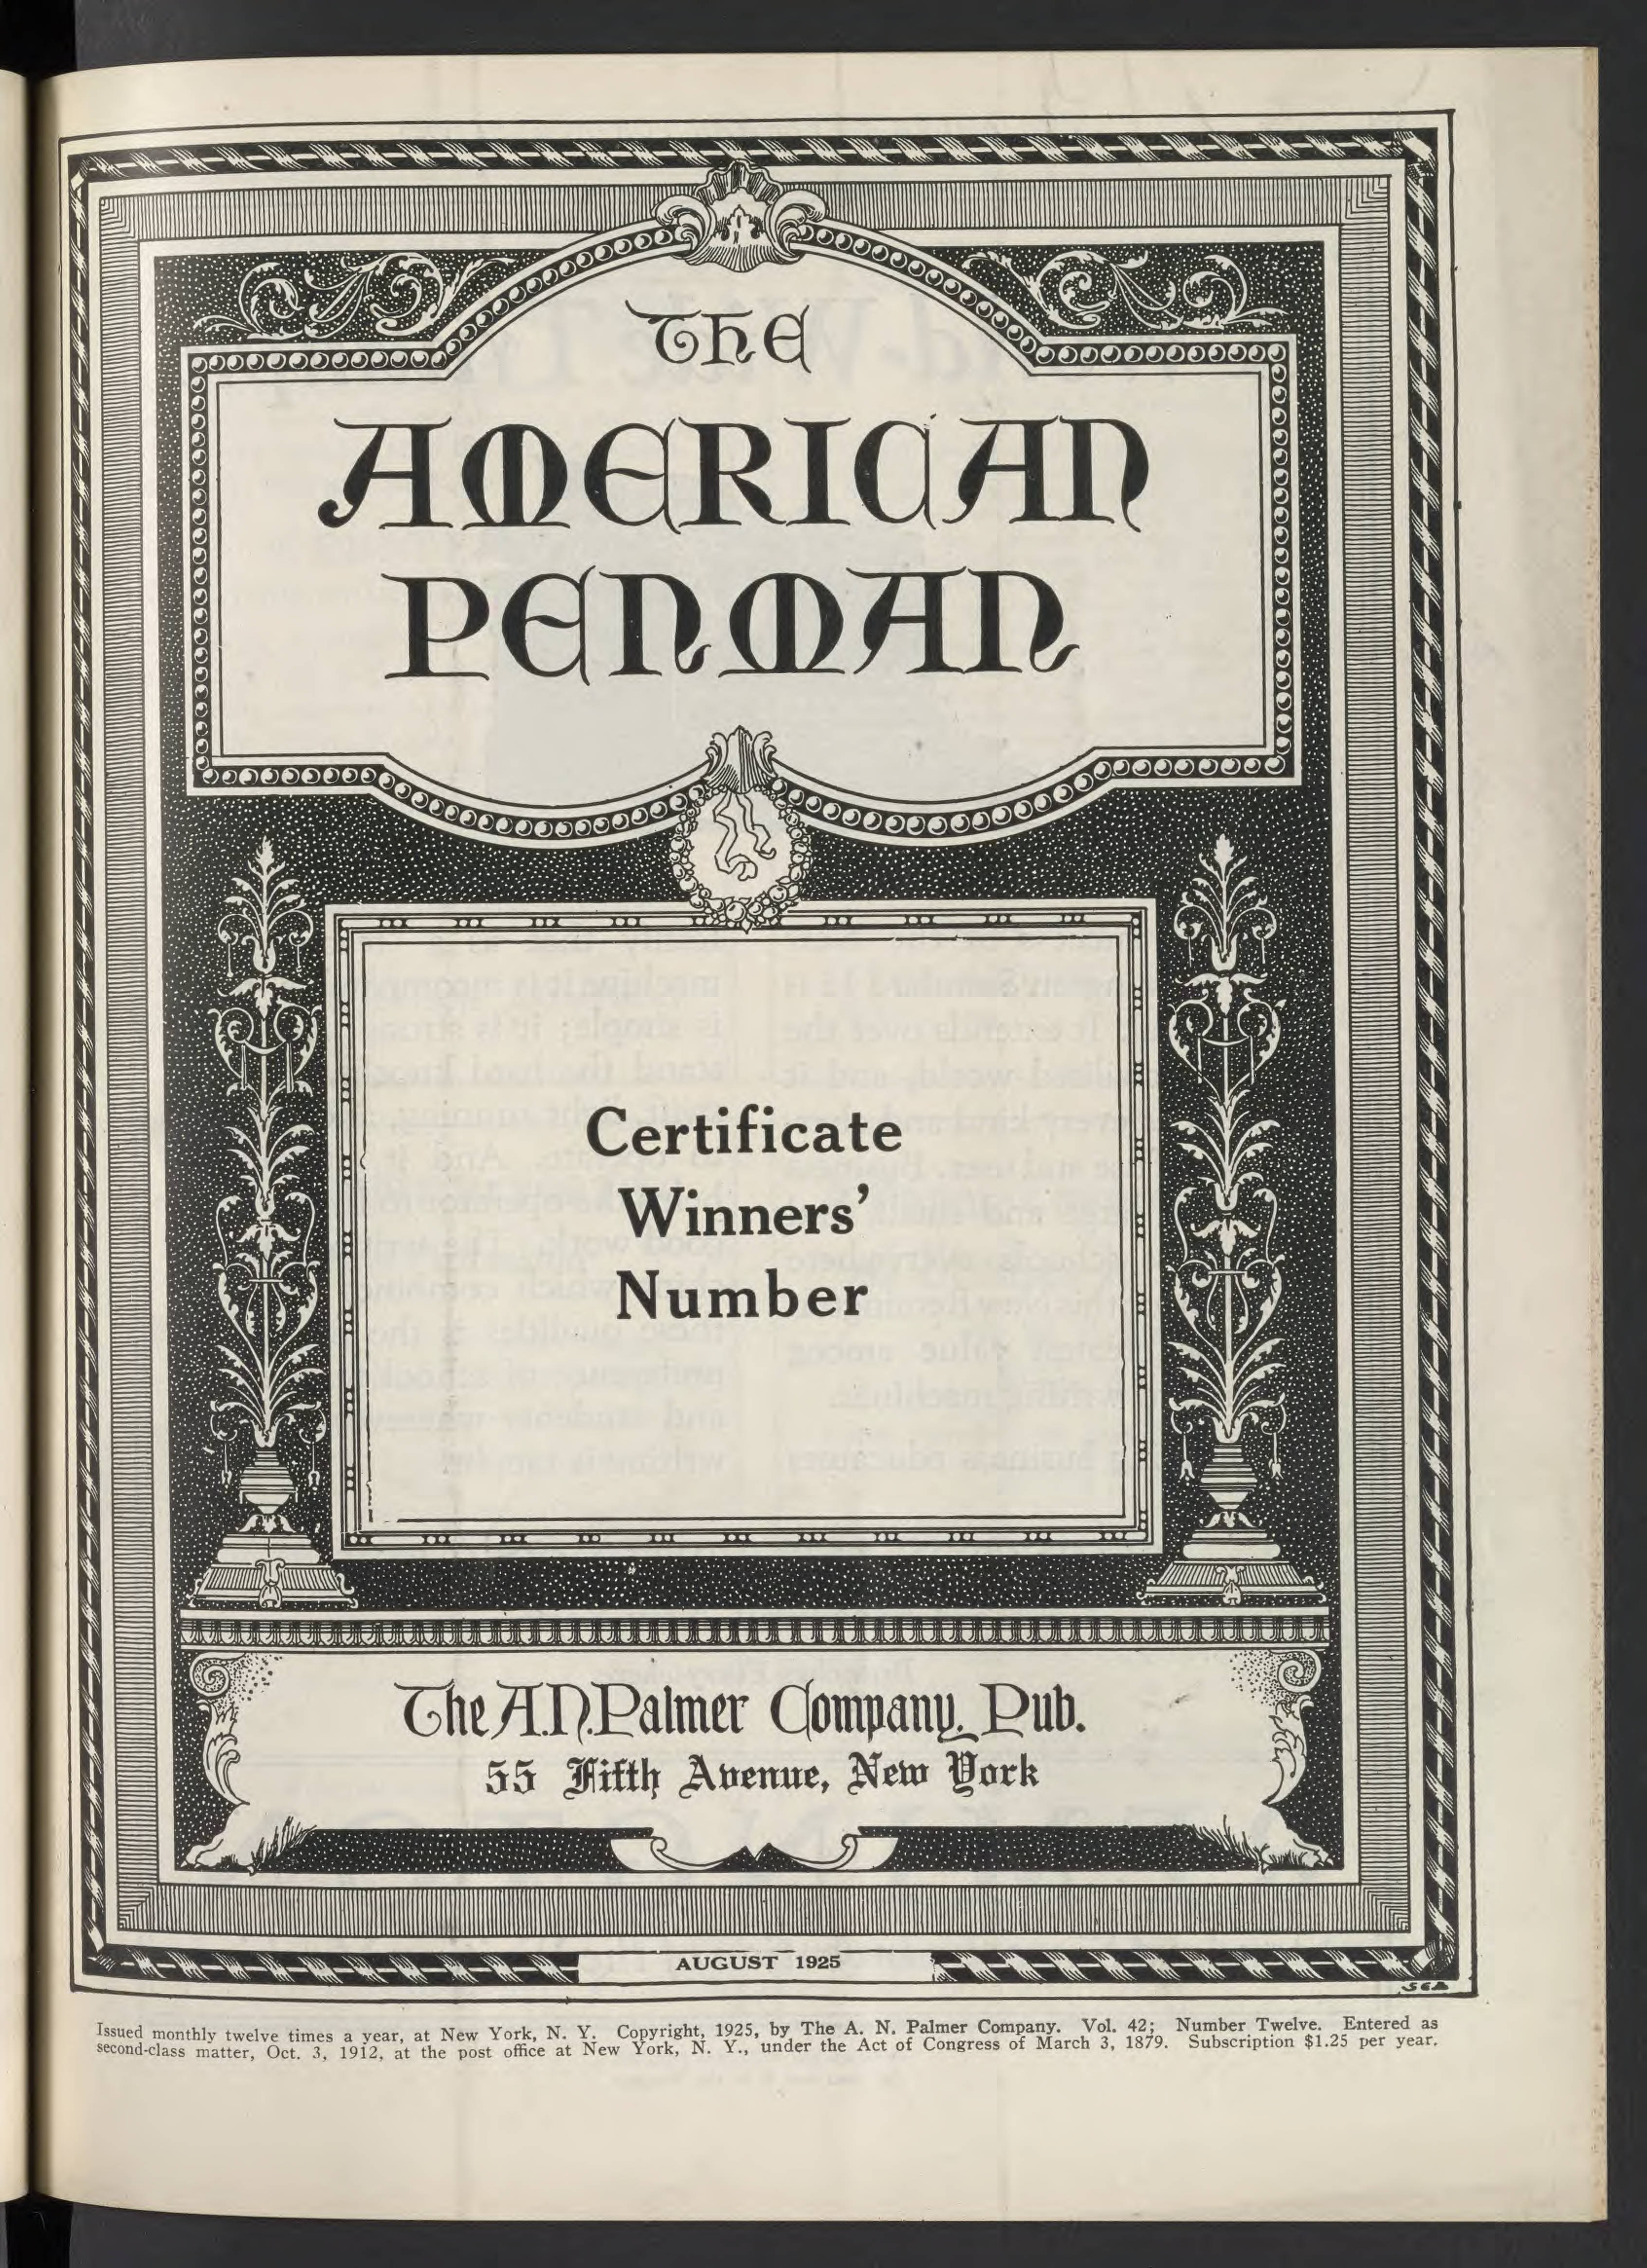 THE
AMERICAN
PENMAN
Certificate
Winners'
Number
The A.N. Palmer Company, Pub.
55 Fifth Avenue, New York
AUGUST 1925
Issued monthly twelve times a year, at New York, N. Y. Copyright, 1925, by The A. N. Palmer Company. Vol. 42; Number Twelve. Entered as
second-class matter, Oct. 3, 1912, at the post office at New York, N. Y., under the Act of Congress of March 3, 1879. Subscription $1.25 per year.